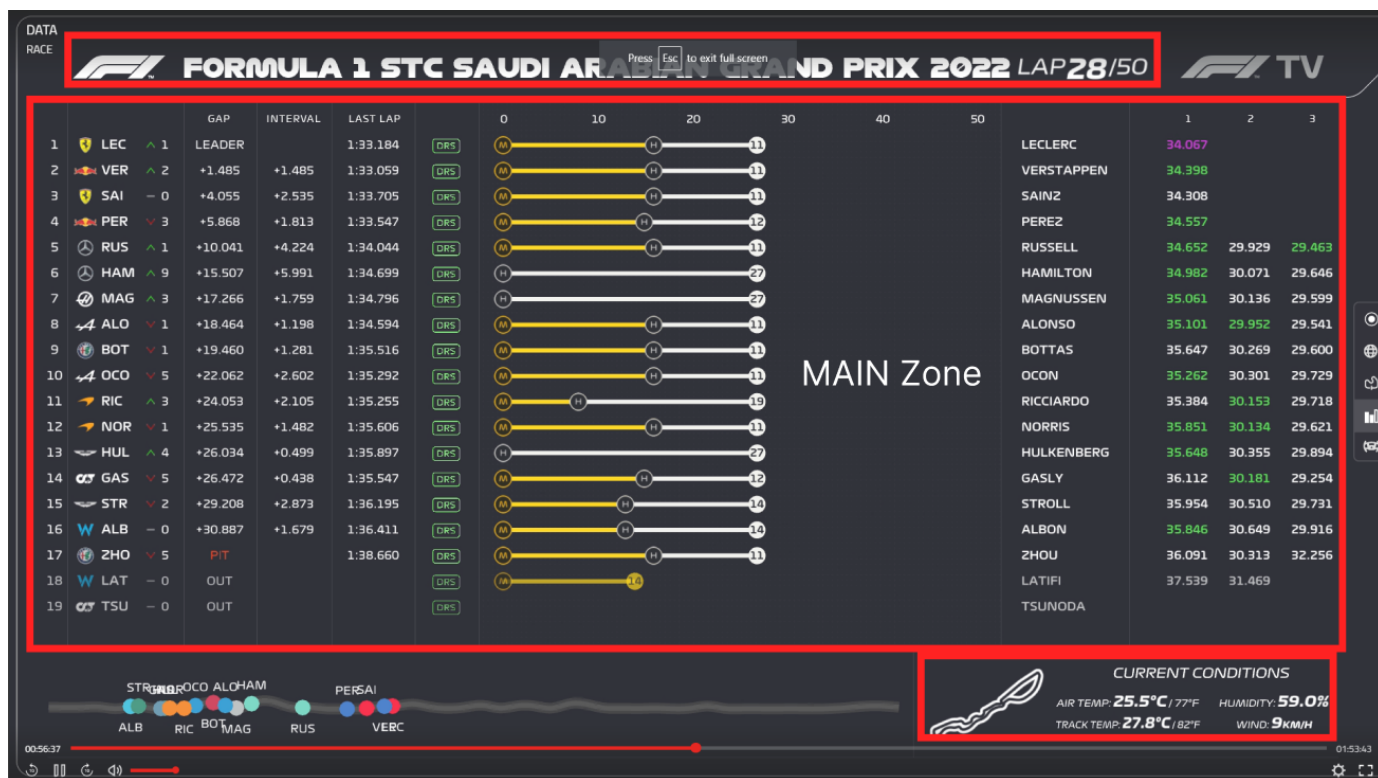 DATA
RACE
F1 FORMULA 1 STC SAUDI ARABIAN GRAND PRIX 2022 LAP 28/50 F1 TV
Press Esc to exit full screen
GAP INTERVAL LAST LAP 0 10 20 30 40 50 1 2 3
1 LEC 1 LEADER 1:33.184 DRS M H 11 LECLERC 34.067
2 VER 2 +1.485 +1.485 1:33.059 DRS M H 11 VERSTAPPEN 34.398
3 SAI – 0 +4.055 +2.535 1:33.705 DRS M H 11 SAINZ 34.308
4 PER 3 +5.868 +1.813 1:33.547 DRS M H 12 PEREZ 34.557
5 RUS 1 +10.041 +4.224 1:34.044 DRS M H 11 RUSSELL 34.652 29.929 29.463
6 HAM 9 +15.507 +5.991 1:34.699 DRS H 27 HAMILTON 34.982 30.071 29.646
7 MAG 3 +17.266 +1.759 1:34.796 DRS H 27 MAGNUSSEN 35.061 30.136 29.599
8 ALO 1 +18.464 +1.198 1:34.594 DRS M H 11 ALONSO 35.101 29.952 29.541
9 BOT 1 +19.460 +1.281 1:35.516 DRS M H 11 BOTTAS 35.647 30.269 29.600
MAIN Zone
10 OCO 5 +22.062 +2.602 1:35.292 DRS M H 11 OCON 35.262 30.301 29.729
11 RIC 3 +24.053 +2.105 1:35.255 DRS M H 19 RICCIARDO 35.384 30.153 29.718
12 NOR 1 +25.535 +1.482 1:35.606 DRS M H 11 NORRIS 35.851 30.134 29.621
13 HUL 4 +26.034 +0.499 1:35.897 DRS H 27 HULKENBERG 35.648 30.355 29.894
14 GAS 5 +26.472 +0.438 1:35.547 DRS M H 12 GASLY 36.112 30.181 29.254
15 STR 2 +29.208 +2.873 1:36.195 DRS M H 14 STROLL 35.954 30.510 29.731
16 ALB – 0 +30.887 +1.679 1:36.411 DRS M H 14 ALBON 35.846 30.649 29.916
17 ZHO 5 PIT 1:38.660 DRS M H 11 ZHOU 36.091 30.313 32.256
18 LAT – 0 OUT DRS M 14 LATIFI 37.539 31.469
19 TSU – 0 OUT DRS TSUNODA
CURRENT CONDITIONS
AIR TEMP: 25.5°C / 77°F HUMIDITY: 59.0%
TRACK TEMP: 27.8°C / 82°F WIND: 9KM/H
STR OCO ALO HAM PER SAI
ALB RIC BOT MAG RUS VER
00:56:37 01:53:43